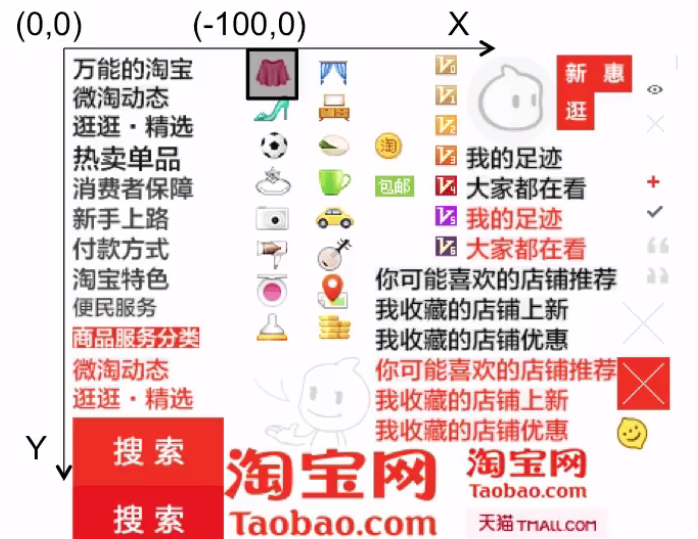 (0,0)
(-100,0)
X
万能的淘宝
微淘动态
逛逛·精选
热卖单品
消费者保障
新手上路
付款方式
淘宝特色
便民服务
商品服务分类
微淘动态
逛逛·精选
搜索
搜索
Y
淘
包邮
V0
V1
V2
V3
V4
V5
V6
新 惠
逛
我的足迹
大家都在看
我的足迹
大家都在看
你可能喜欢的店铺推荐
我收藏的店铺上新
我收藏的店铺优惠
你可能喜欢的店铺推荐
我收藏的店铺上新
我收藏的店铺优惠
淘宝网
Taobao.com
淘宝网
Taobao.com
天猫 TMALL.COM